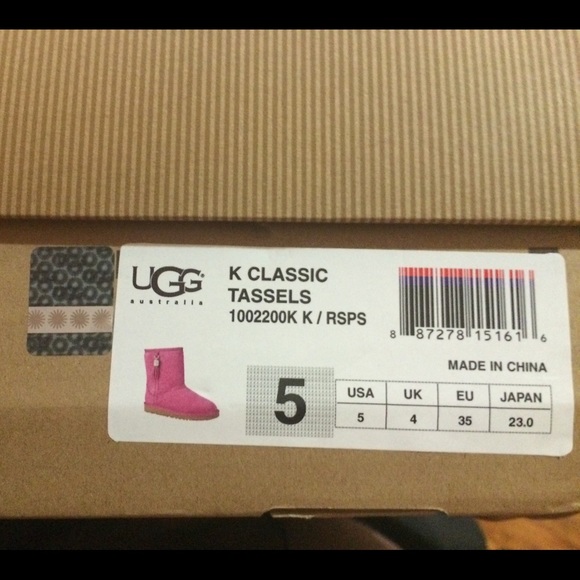 UGG®
australia
K CLASSIC
TASSELS
1002200K K / RSPS
8 87278 15161 6
MADE IN CHINA
5
USA UK EU JAPAN
5 4 35 23.0